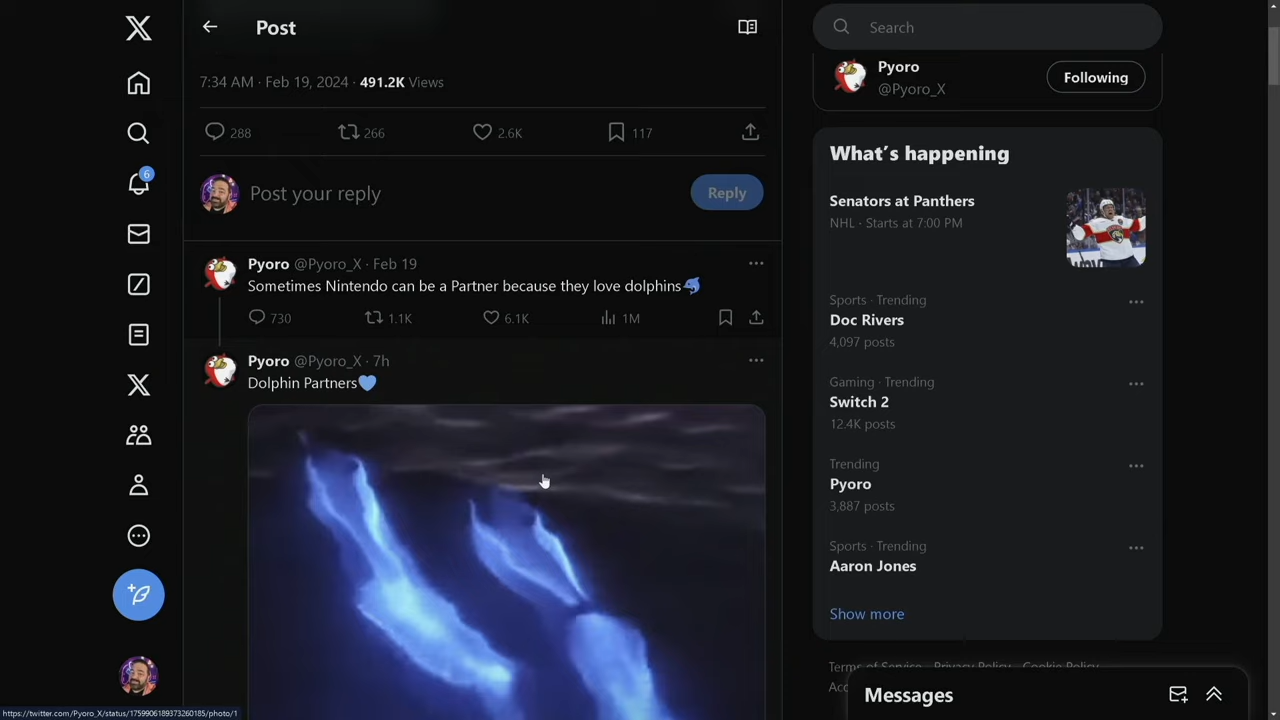 Post
7:34 AM · Feb 19, 2024 · 491.2K Views
288
266
2.6K
117
Post your reply
Reply
Pyoro @Pyoro_X · Feb 19
Sometimes Nintendo can be a Partner because they love dolphins🐬
730
1.1K
6.1K
1M
Pyoro @Pyoro_X · 7h
Dolphin Partners💙
6
Search
Pyoro
@Pyoro_X
Following
What's happening
Senators at Panthers
NHL · Starts at 7:00 PM
Sports · Trending
Doc Rivers
4,097 posts
Gaming · Trending
Switch 2
12.4K posts
Trending
Pyoro
3,887 posts
Sports · Trending
Aaron Jones
Show more
Terms of Service Privacy Policy Cookie Policy
Messages
https://twitter.com/Pyoro_X/status/1759906189373260185/photo/1